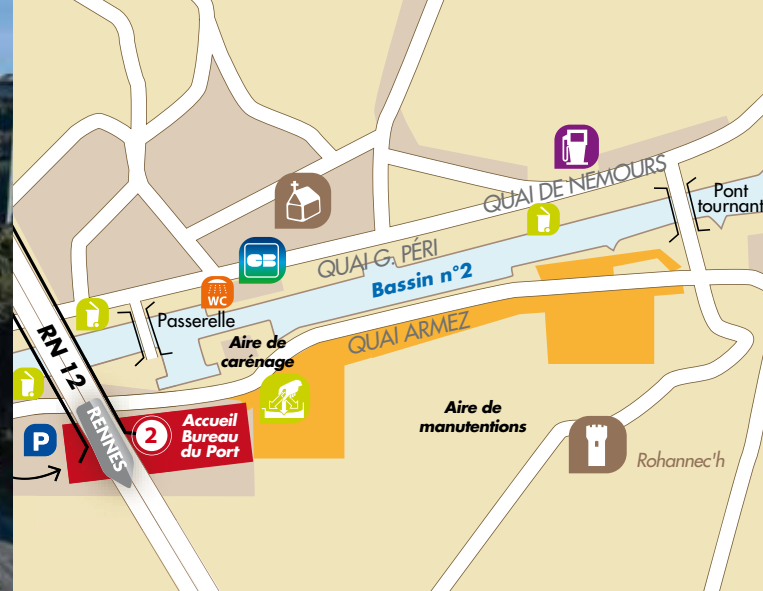 QUAI DE NEMOURS
Pont
tournant
QUAI G. PÉRI
CB
Bassin n°2
WC
Passerelle
RN 12
Aire de
carénage
QUAI ARMEZ
RENNES
P
2
Accueil
Bureau
du Port
Aire de
manutentions
Rohannec'h